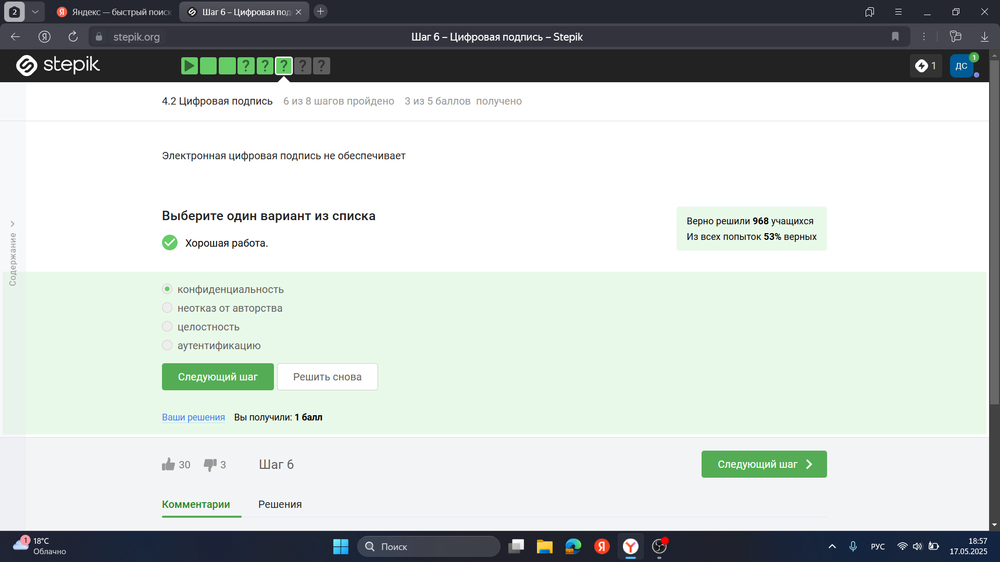 2
Яндекс — быстрый поиск
Шаг 6 – Цифровая под
stepik.org
Шаг 6 – Цифровая подпись – Stepik
stepik
? ? ? ? ?
1
ДС
1
4.2 Цифровая подпись 6 из 8 шагов пройдено 3 из 5 баллов получено
Содержание
Электронная цифровая подпись не обеспечивает
Выберите один вариант из списка
Хорошая работа.
Верно решили 968 учащихся
Из всех попыток 53% верных
конфиденциальность
неотказ от авторства
целостность
аутентификацию
Следующий шаг
Решить снова
Ваши решения Вы получили: 1 балл
30
3
Шаг 6
Следующий шаг
Комментарии
Решения
1
18°C
Облачно
Поиск
РУС
18:57
17.05.2025